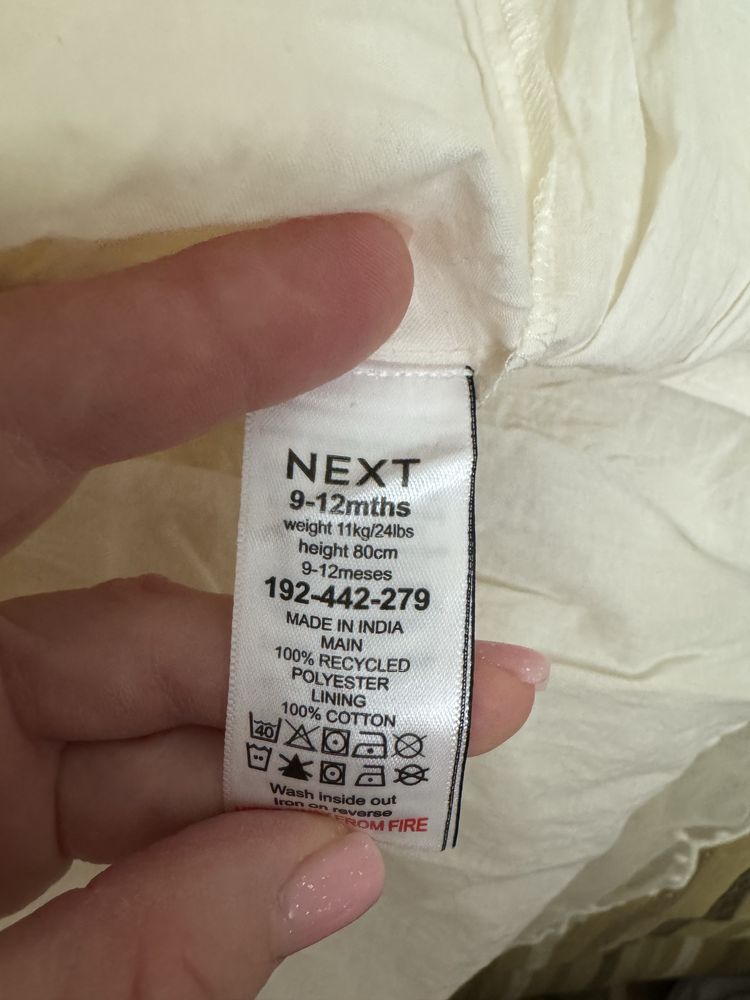 NEXT
9-12mths
weight 11kg/24lbs
height 80cm
9-12meses
192-442-279
MADE IN INDIA
MAIN
100% RECYCLED
POLYESTER
LINING
100% COTTON
40
Wash inside out
Iron on reverse
FROM FIRE